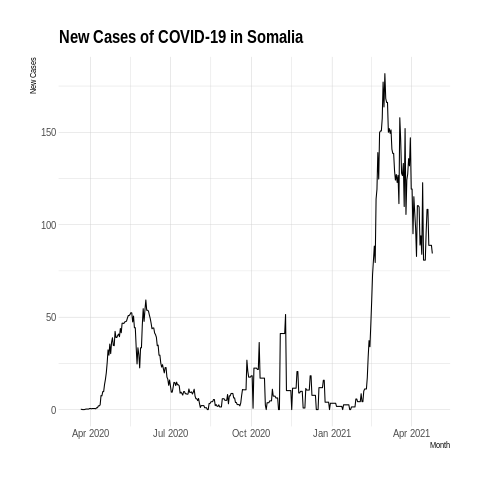 New Cases of COVID-19 in Somalia
New Cases
150
100
50
0
Apr 2020 Jul 2020 Oct 2020 Jan 2021 Apr 2021
Month